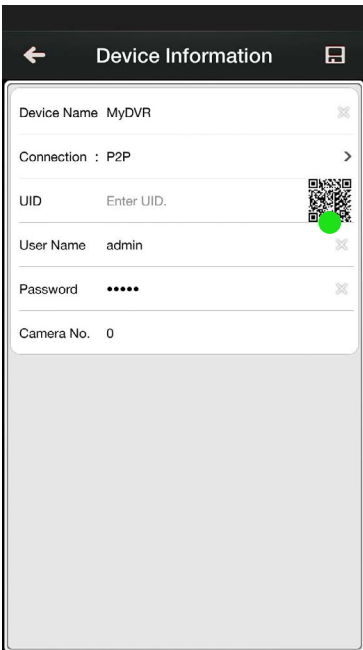 Device Information
Device Name MyDVR
Connection : P2P
UID Enter UID.
User Name admin
Password •••••
Camera No. 0